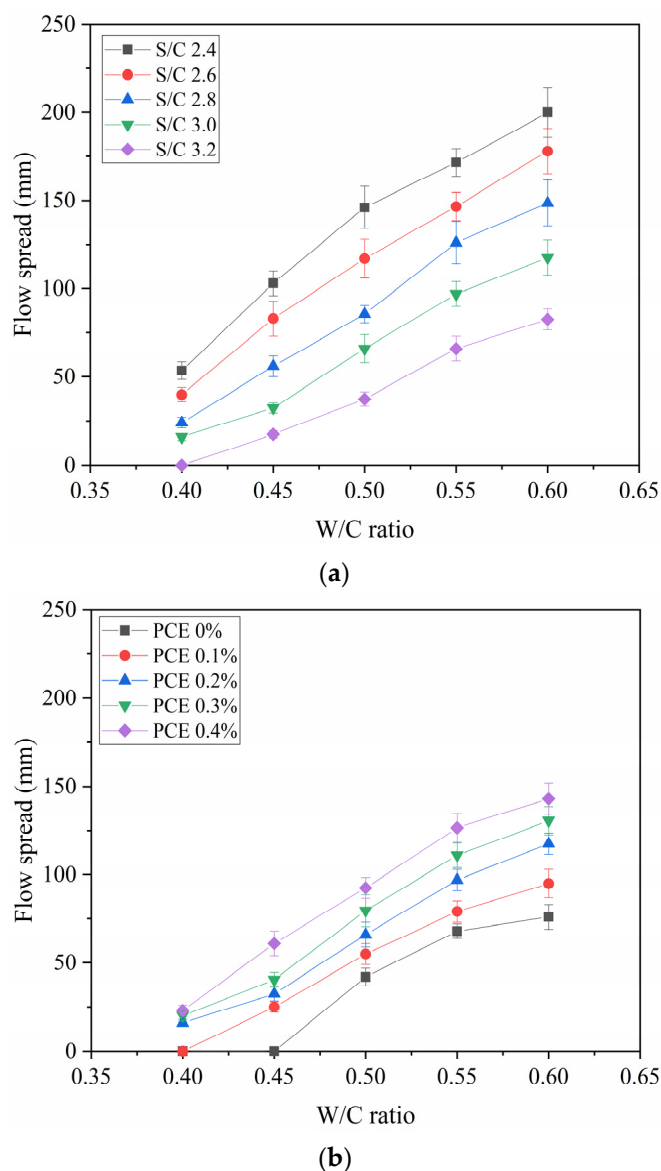 250
200
150
100
50
0
Flow spread (mm)
S/C 2.4
S/C 2.6
S/C 2.8
S/C 3.0
S/C 3.2
0.35 0.40 0.45 0.50 0.55 0.60 0.65
W/C ratio
(a)
250
200
150
100
50
0
Flow spread (mm)
PCE 0%
PCE 0.1%
PCE 0.2%
PCE 0.3%
PCE 0.4%
0.35 0.40 0.45 0.50 0.55 0.60 0.65
W/C ratio
(b)